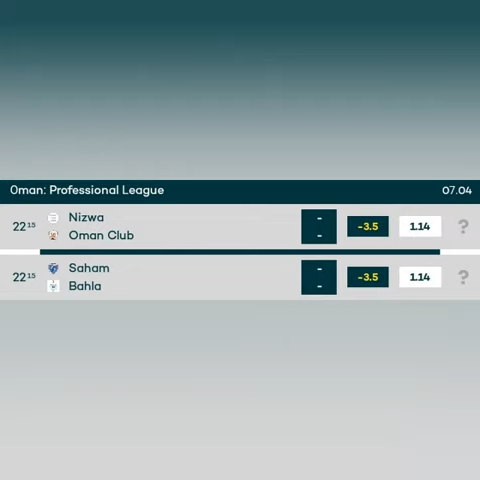 Oman: Professional League 07.04
22 15 Nizwa - -3.5 1.14 ?
Oman Club -
22 15 Saham - -3.5 1.14 ?
Bahla -